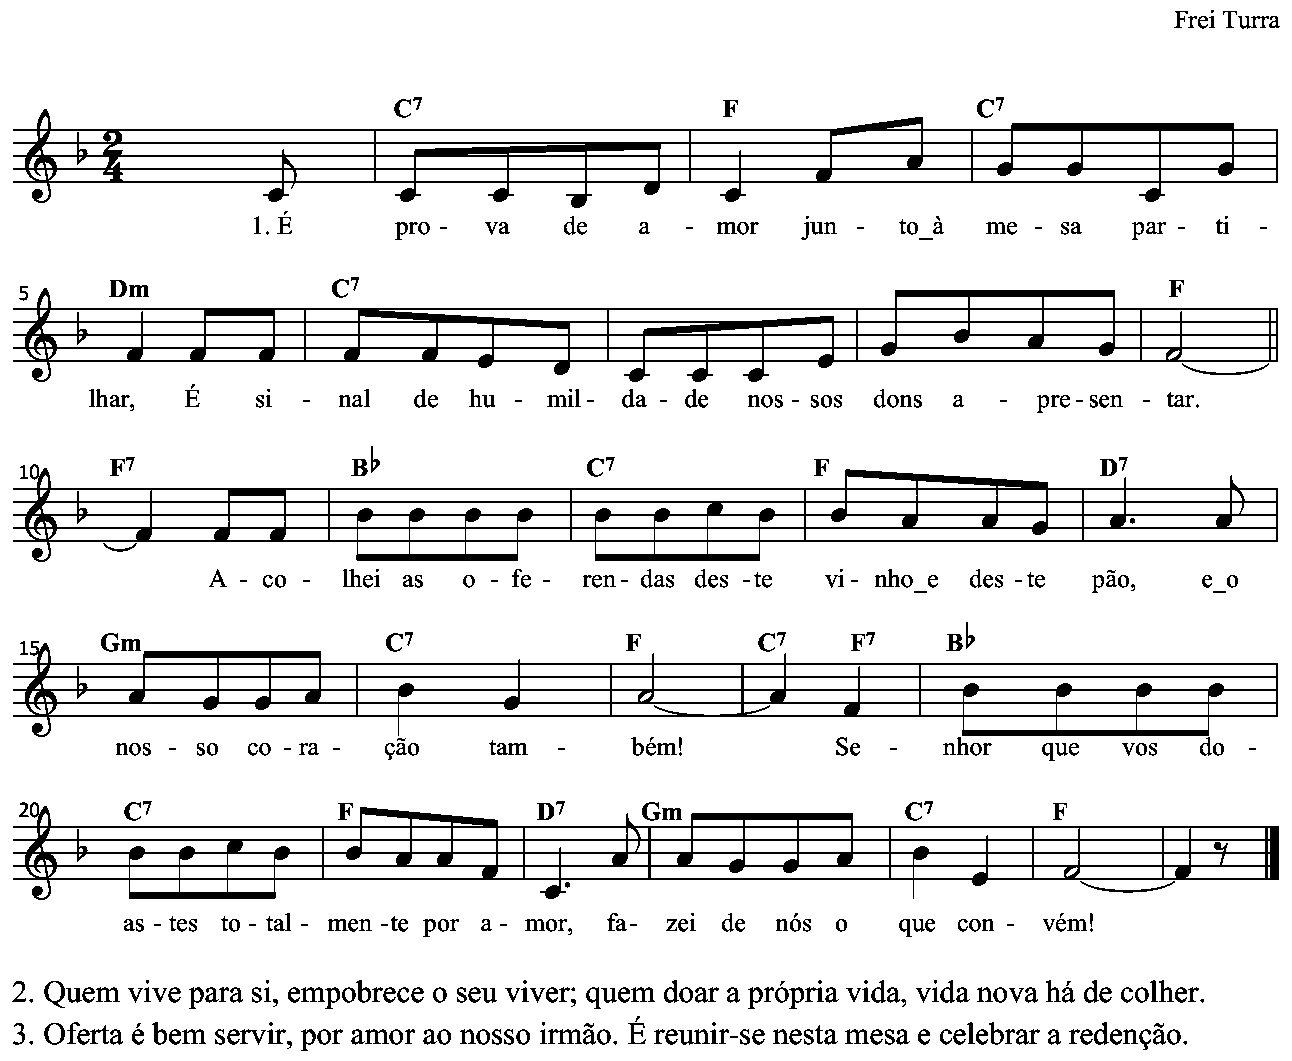 Frei Turra
C7 F C7
2
4
1. É pro - va de a - mor jun - to_à me - sa par - ti -
5 Dm C7 F
lhar, É si - nal de hu - mil - da - de nos - sos dons a - pre - sen - tar.
10 F7 B♭ C7 F D7
A - co - lhei as o - fe - ren - das des - te vi - nho_e des - te pão, e_o
15 Gm C7 F C7 F7 B♭
nos - so co - ra - ção tam - bém! Se - nhor que vos do -
20 C7 F D7 Gm C7 F
as - tes to - tal - men - te por a - mor, fa - zei de nós o que con - vém!
2. Quem vive para si, empobrece o seu viver; quem doar a própria vida, vida nova há de colher.
3. Oferta é bem servir, por amor ao nosso irmão. É reunir-se nesta mesa e celebrar a redenção.